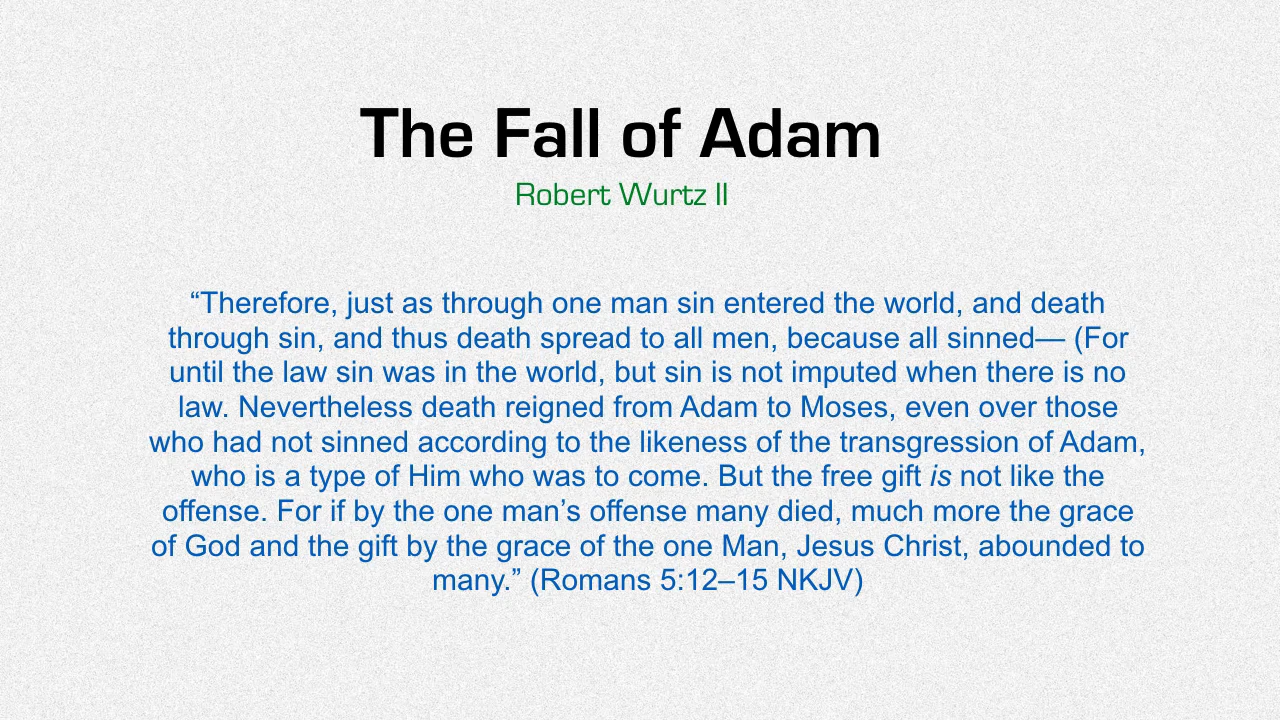 The Fall of Adam
Robert Wurtz II
“Therefore, just as through one man sin entered the world, and death
through sin, and thus death spread to all men, because all sinned— (For
until the law sin was in the world, but sin is not imputed when there is no
law. Nevertheless death reigned from Adam to Moses, even over those
who had not sinned according to the likeness of the transgression of Adam,
who is a type of Him who was to come. But the free gift is not like the
offense. For if by the one man’s offense many died, much more the grace
of God and the gift by the grace of the one Man, Jesus Christ, abounded to
many.” (Romans 5:12–15 NKJV)